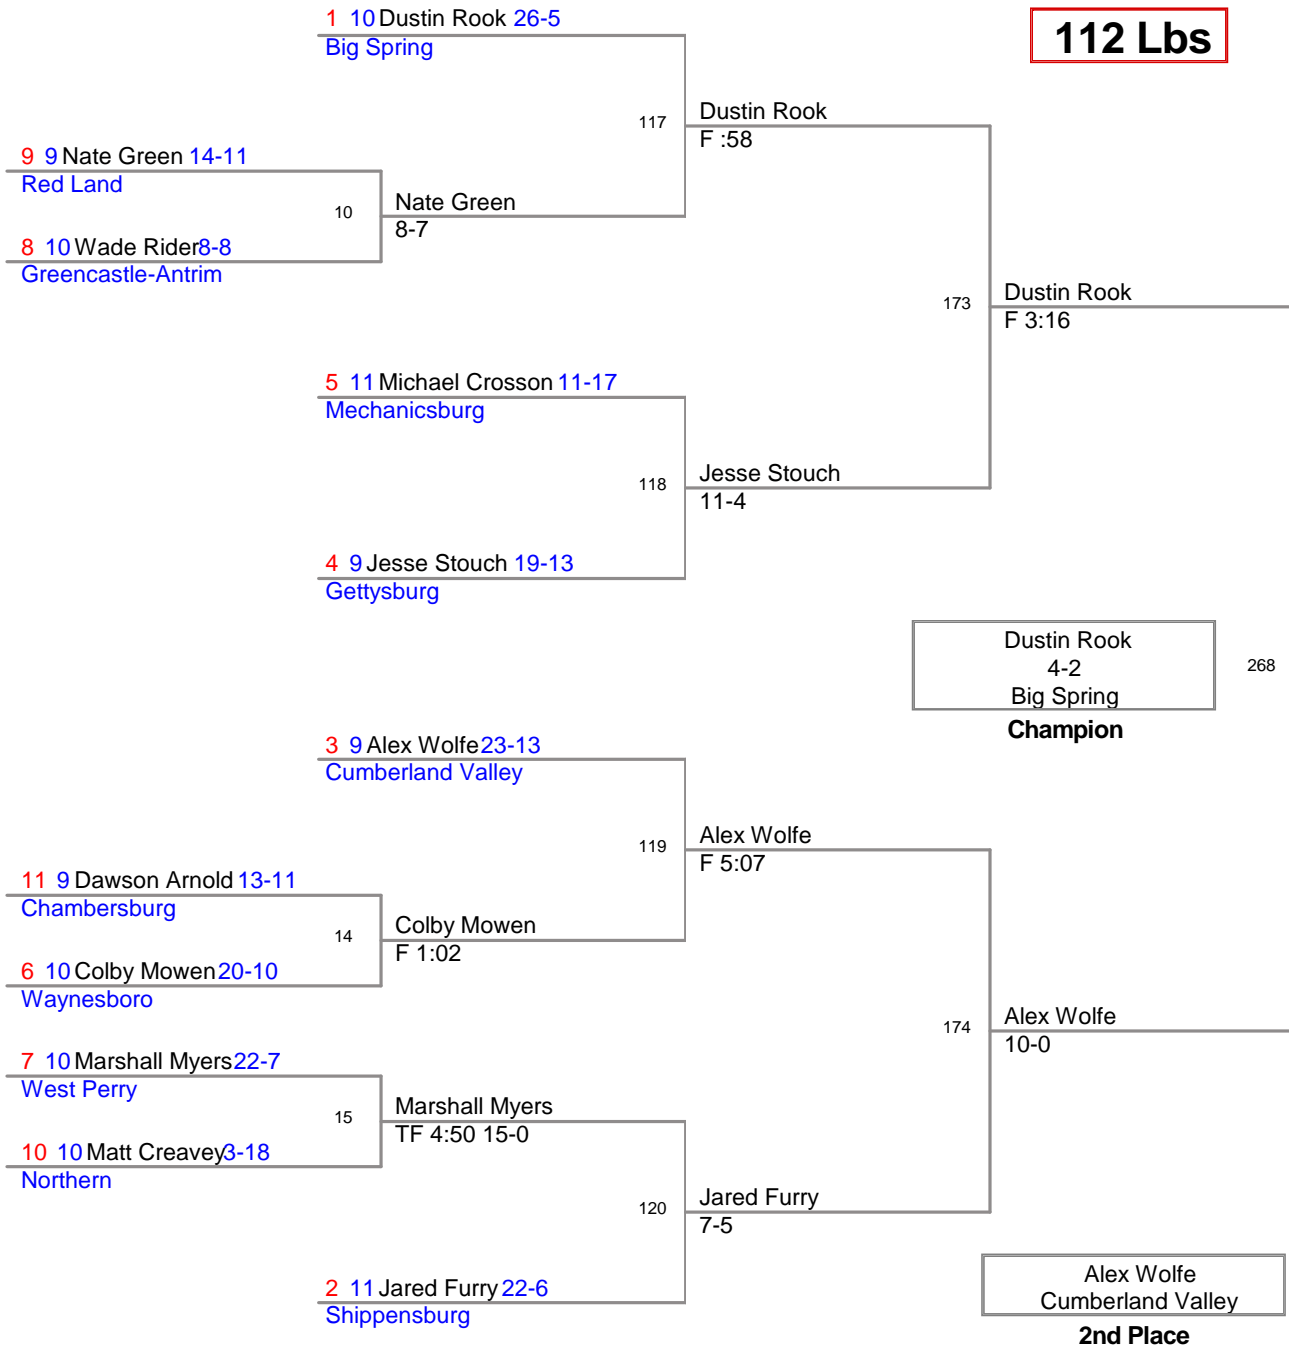 1 10 Dustin Rook 26-5
Big Spring
112 Lbs
117
Dustin Rook
F :58
9 9 Nate Green 14-11
Red Land
10
Nate Green
8-7
8 10 Wade Rider 8-8
Greencastle-Antrim
173
Dustin Rook
F 3:16
5 11 Michael Crosson 11-17
Mechanicsburg
118
Jesse Stouch
11-4
4 9 Jesse Stouch 19-13
Gettysburg
Dustin Rook
4-2
Big Spring
268
Champion
3 9 Alex Wolfe 23-13
Cumberland Valley
119
Alex Wolfe
F 5:07
11 9 Dawson Arnold 13-11
Chambersburg
14
Colby Mowen
F 1:02
6 10 Colby Mowen 20-10
Waynesboro
174
Alex Wolfe
10-0
7 10 Marshall Myers 22-7
West Perry
15
Marshall Myers
TF 4:50 15-0
10 10 Matt Creavey 3-18
Northern
120
Jared Furry
7-5
2 11 Jared Furry 22-6
Shippensburg
Alex Wolfe
Cumberland Valley
2nd Place